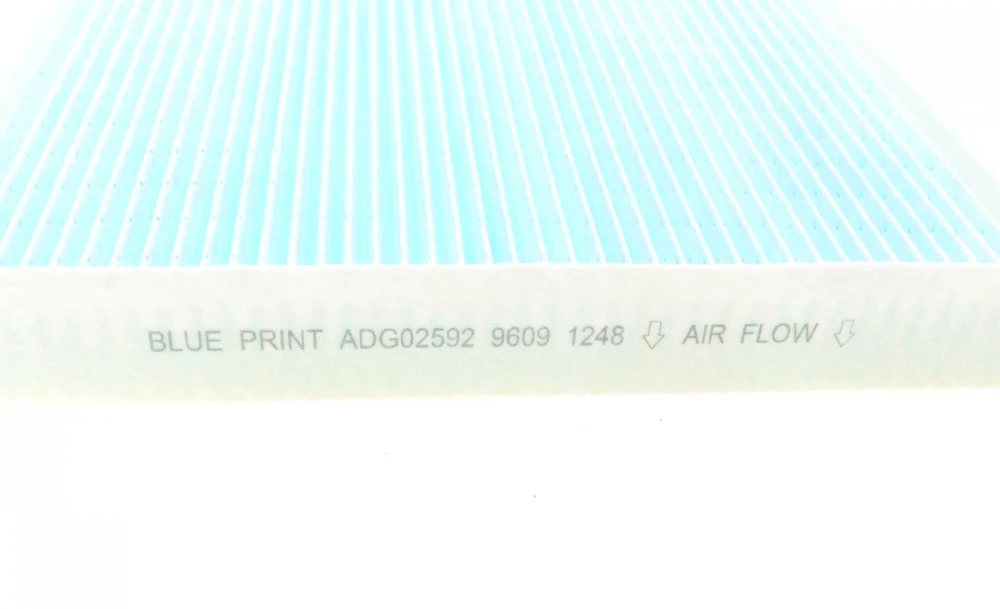 BLUE PRINT ADG02592 9609 1248 ⇩ AIR FLOW ⇩